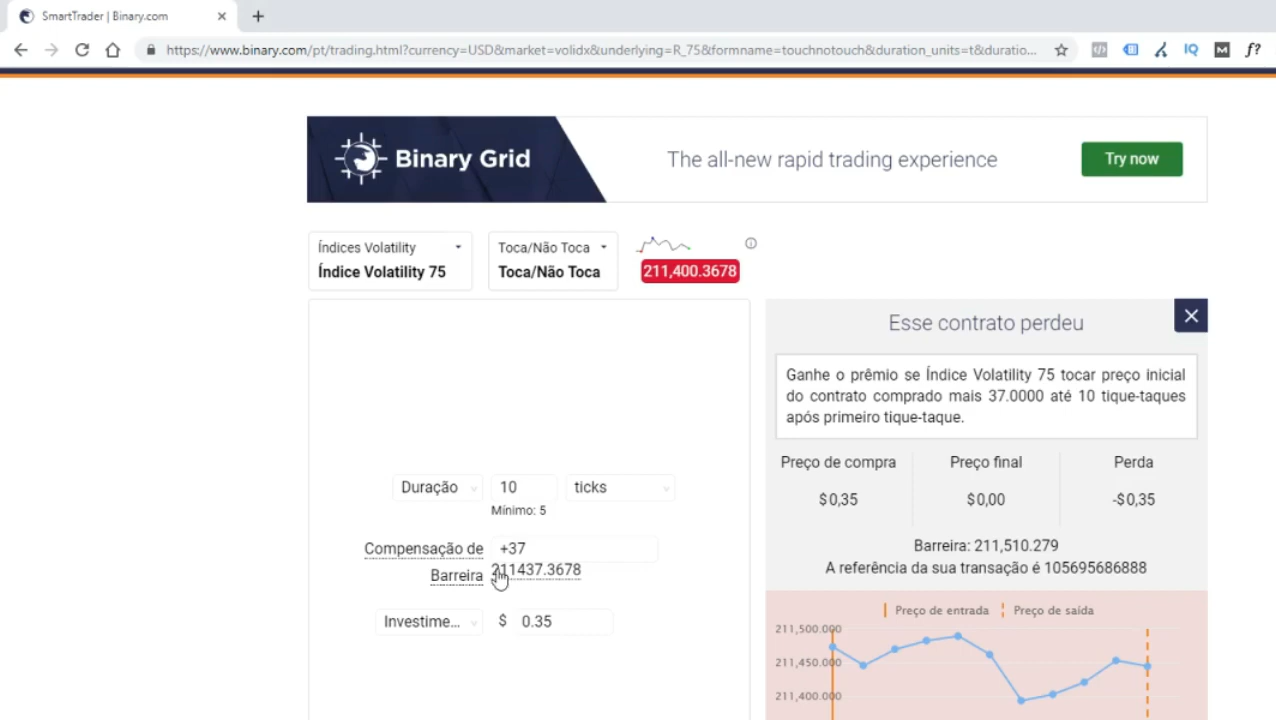 SmartTrader | Binary.com
https://www.binary.com/pt/trading.html?currency=USD&market=volidx&underlying=R_75&formname=touchnotouch&duration_units=t&duratio...
IQ
M
f?
Binary Grid
The all-new rapid trading experience
Try now
Índices Volatility
Índice Volatility 75
Toca/Não Toca
Toca/Não Toca
211,400.3678
Esse contrato perdeu
Ganhe o prêmio se Índice Volatility 75 tocar preço inicial
do contrato comprado mais 37.0000 até 10 tique-taques
após primeiro tique-taque.
Preço de compra
Preço final
Perda
$0,35
$0,00
-$0,35
Barreira: 211,510.279
A referência da sua transação é 105695686888
Preço de entrada
Preço de saída
211,500.000
211,450.000
211,400.000
Duração
10
ticks
Mínimo: 5
Compensação de
Barreira
+37
211437.3678
Investime...
$
0.35